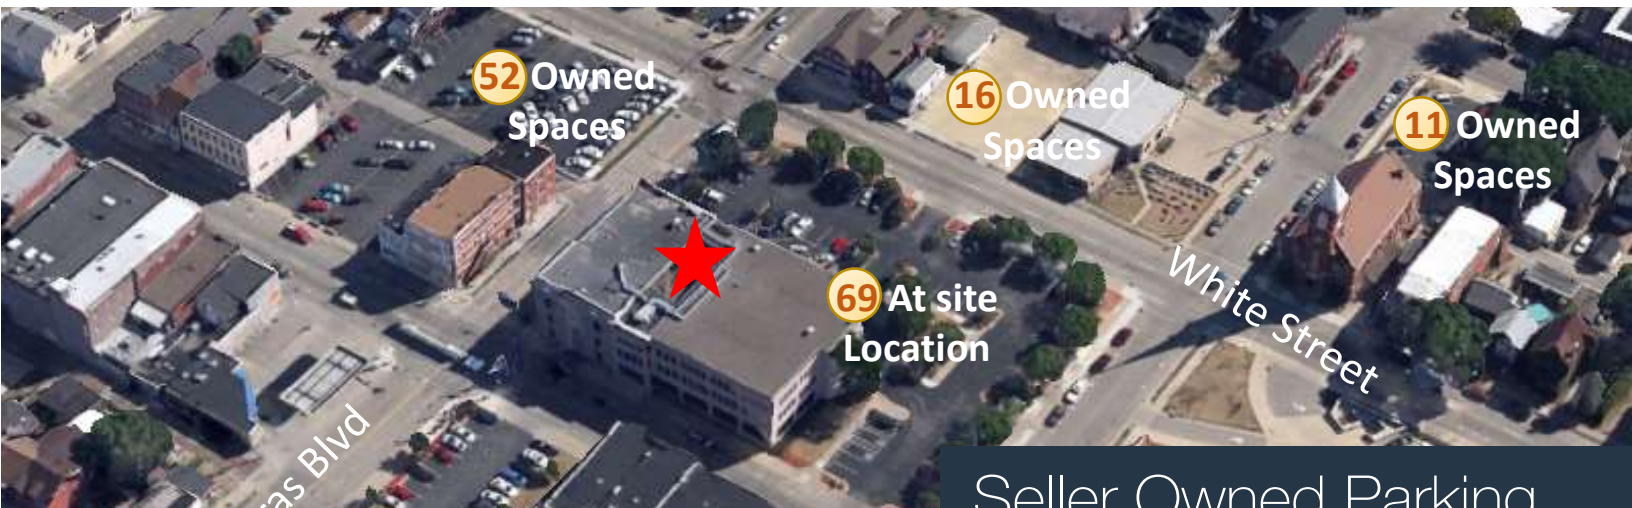 52 Owned
Spaces
16 Owned
Spaces
11 Owned
Spaces
69 At site
Location
White Street
Blvd
Seller Owned Parking